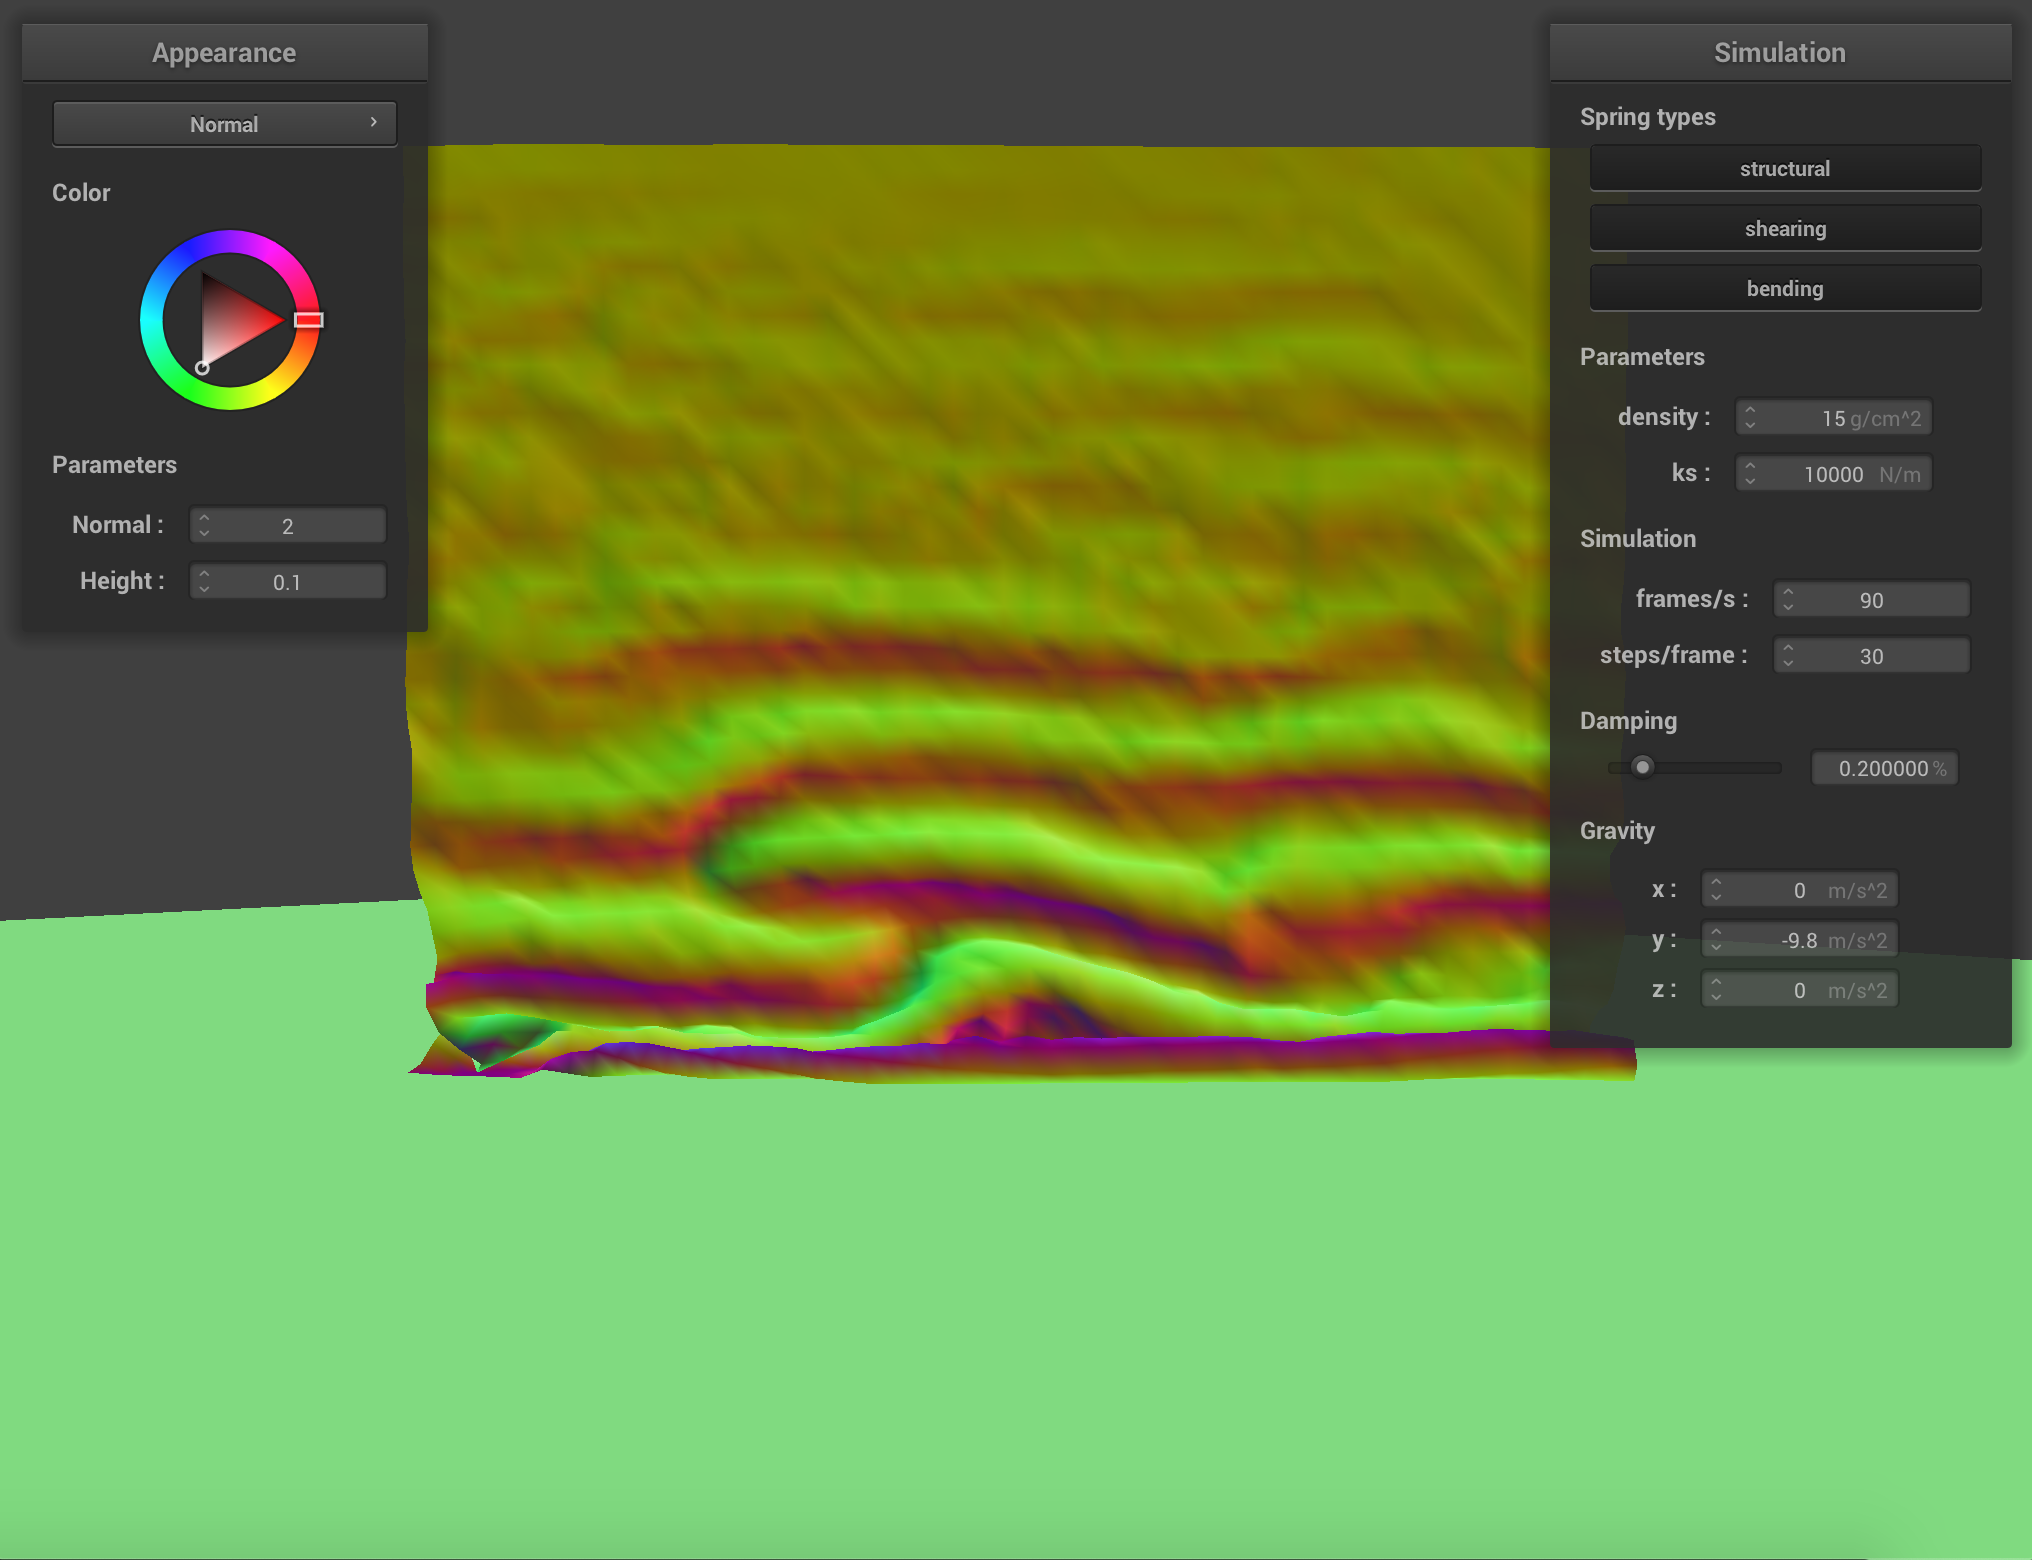 Appearance
Normal
Color
Parameters
Normal : 2
Height : 0.1
Simulation
Spring types
structural
shearing
bending
Parameters
density : 15 g/cm^2
ks : 10000 N/m
Simulation
frames/s : 90
steps/frame : 30
Damping
0.200000 %
Gravity
x : 0 m/s^2
y : -9.8 m/s^2
z : 0 m/s^2